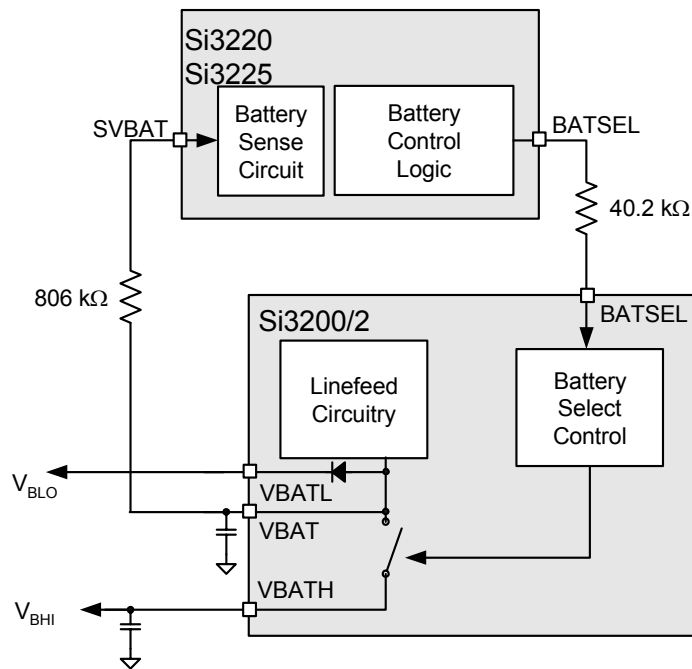 Si3220
Si3225
SVBAT
Battery
Sense
Circuit
Battery
Control
Logic
BATSEL
40.2 kΩ
806 kΩ
Si3200/2
BATSEL
Linefeed
Circuitry
Battery
Select
Control
VBLO
VBATL
VBAT
VBATH
VBHI